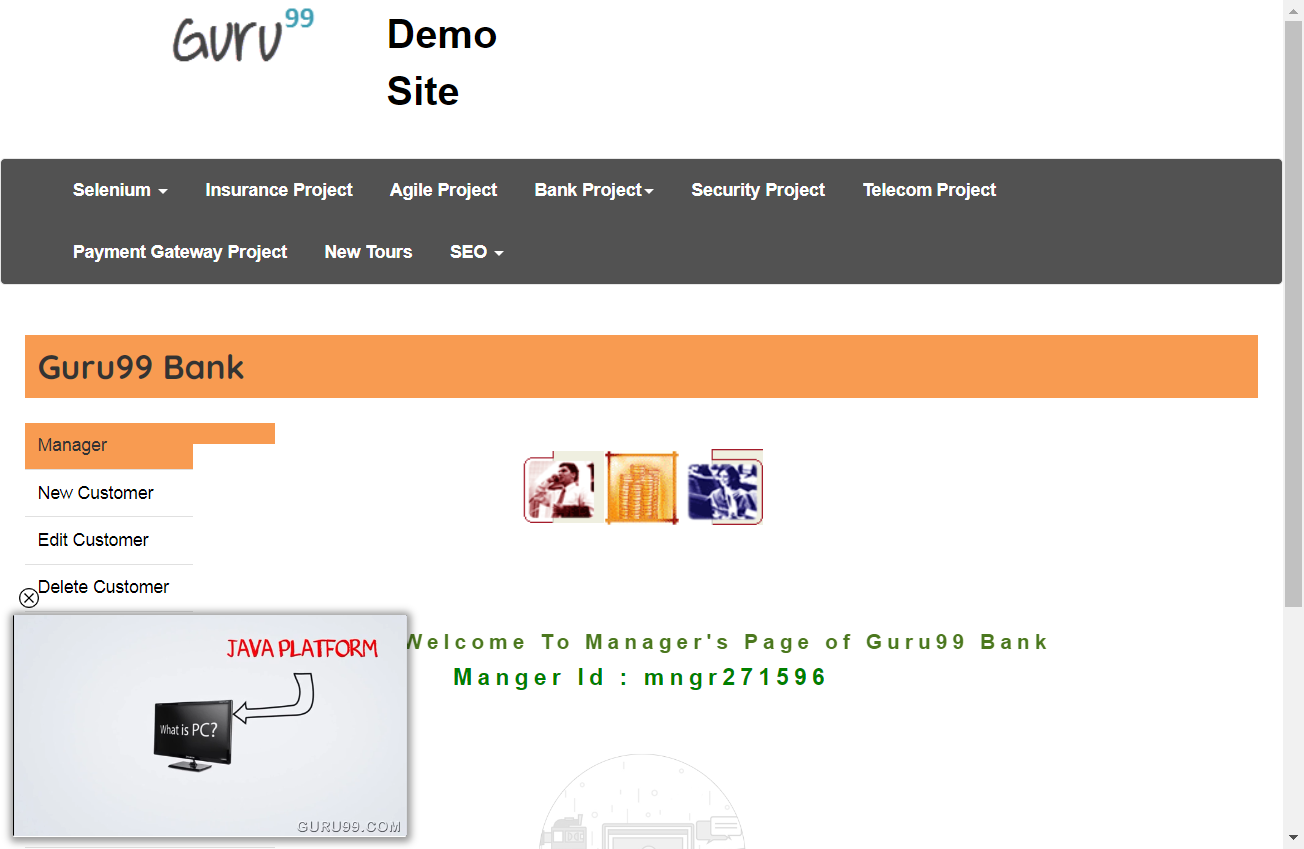 Guru99
Demo
Site
Selenium Insurance Project Agile Project Bank Project Security Project Telecom Project
Payment Gateway Project New Tours SEO
Guru99 Bank
Manager
New Customer
Edit Customer
Delete Customer
JAVA PLATFORM
What is PC?
GURU99.COM
Welcome To Manager's Page of Guru99 Bank
Manger Id : mngr271596